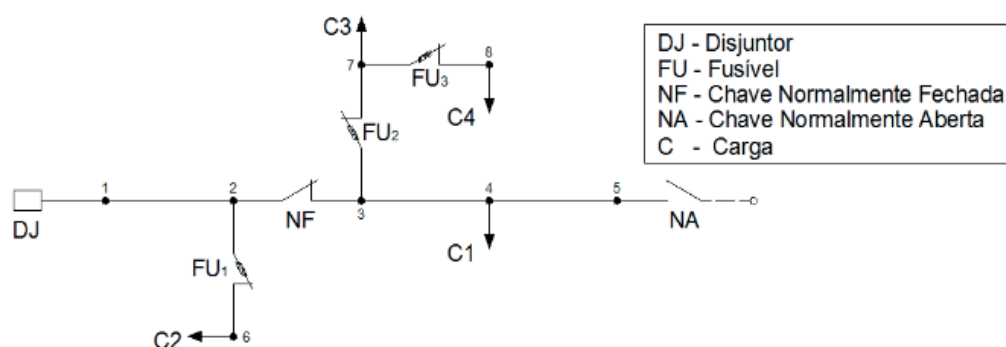 C3
DJ - Disjuntor
FU - Fusível
NF - Chave Normalmente Fechada
NA - Chave Normalmente Aberta
C - Carga
7
FU3
8
C4
FU2
1
2
3
4
5
DJ
NF
C1
NA
FU1
C2
6